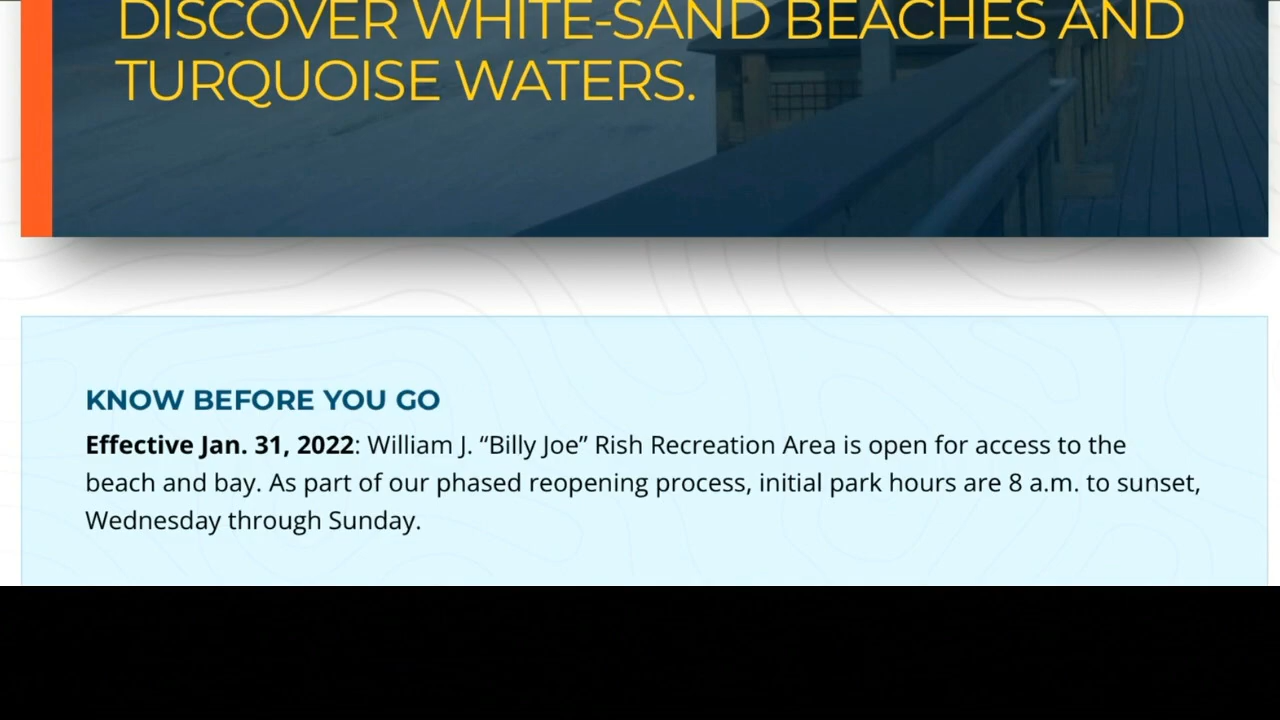 DISCOVER WHITE-SAND BEACHES AND
TURQUOISE WATERS.
KNOW BEFORE YOU GO
Effective Jan. 31, 2022: William J. “Billy Joe” Rish Recreation Area is open for access to the
beach and bay. As part of our phased reopening process, initial park hours are 8 a.m. to sunset,
Wednesday through Sunday.